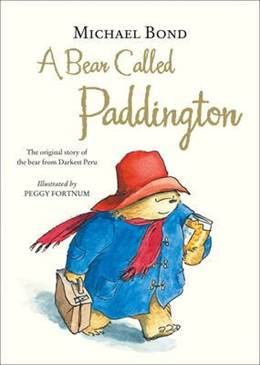 MICHAEL BOND
A Bear Called
Paddington
The original story of
the bear from Darkest Peru
Illustrated by
PEGGY FORTNUM